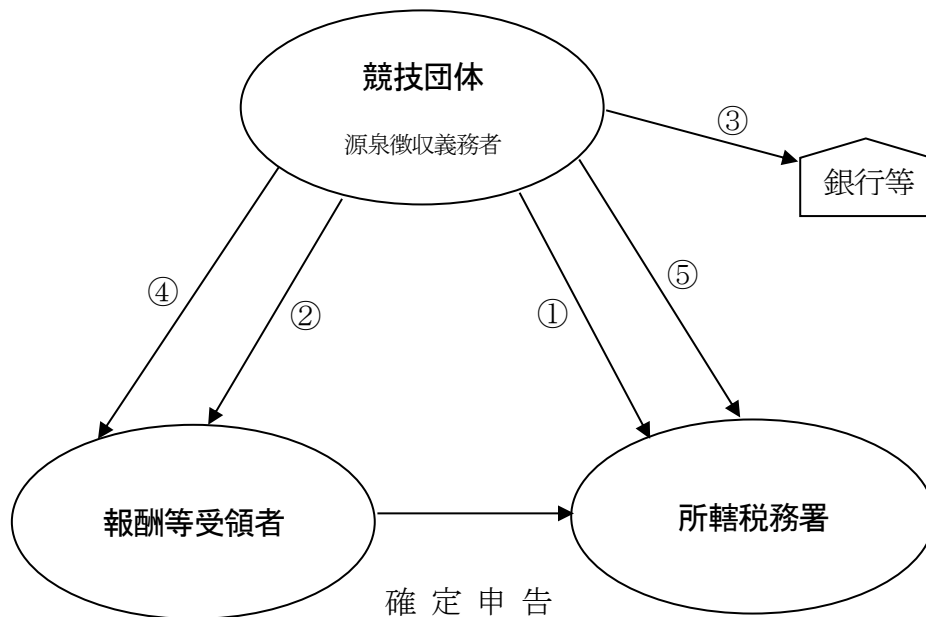 競技団体
源泉徴収義務者
③
銀行等
④
②
①
⑤
報酬等受領者
所轄税務署
確 定 申 告